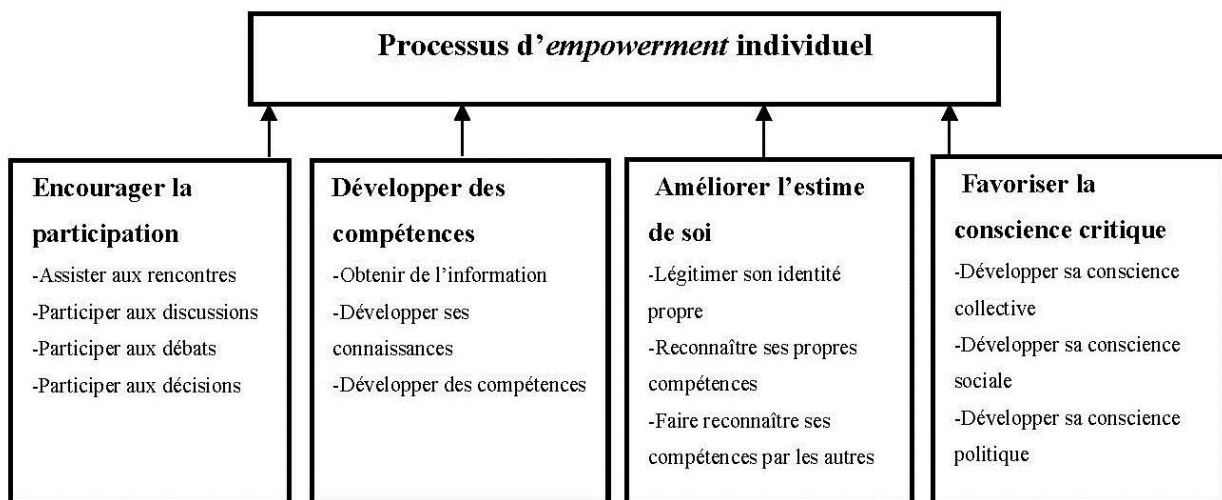 Processus d’empowerment individuel
Encourager la
participation
-Assister aux rencontres
-Participer aux discussions
-Participer aux débats
-Participer aux décisions
Développer des
compétences
-Obtenir de l’information
-Développer ses
connaissances
-Développer des compétences
Améliorer l’estime
de soi
-Légitimer son identité
propre
-Reconnaître ses propres
compétences
-Faire reconnaître ses
compétences par les autres
Favoriser la
conscience critique
-Développer sa conscience
collective
-Développer sa conscience
sociale
-Développer sa conscience
politique